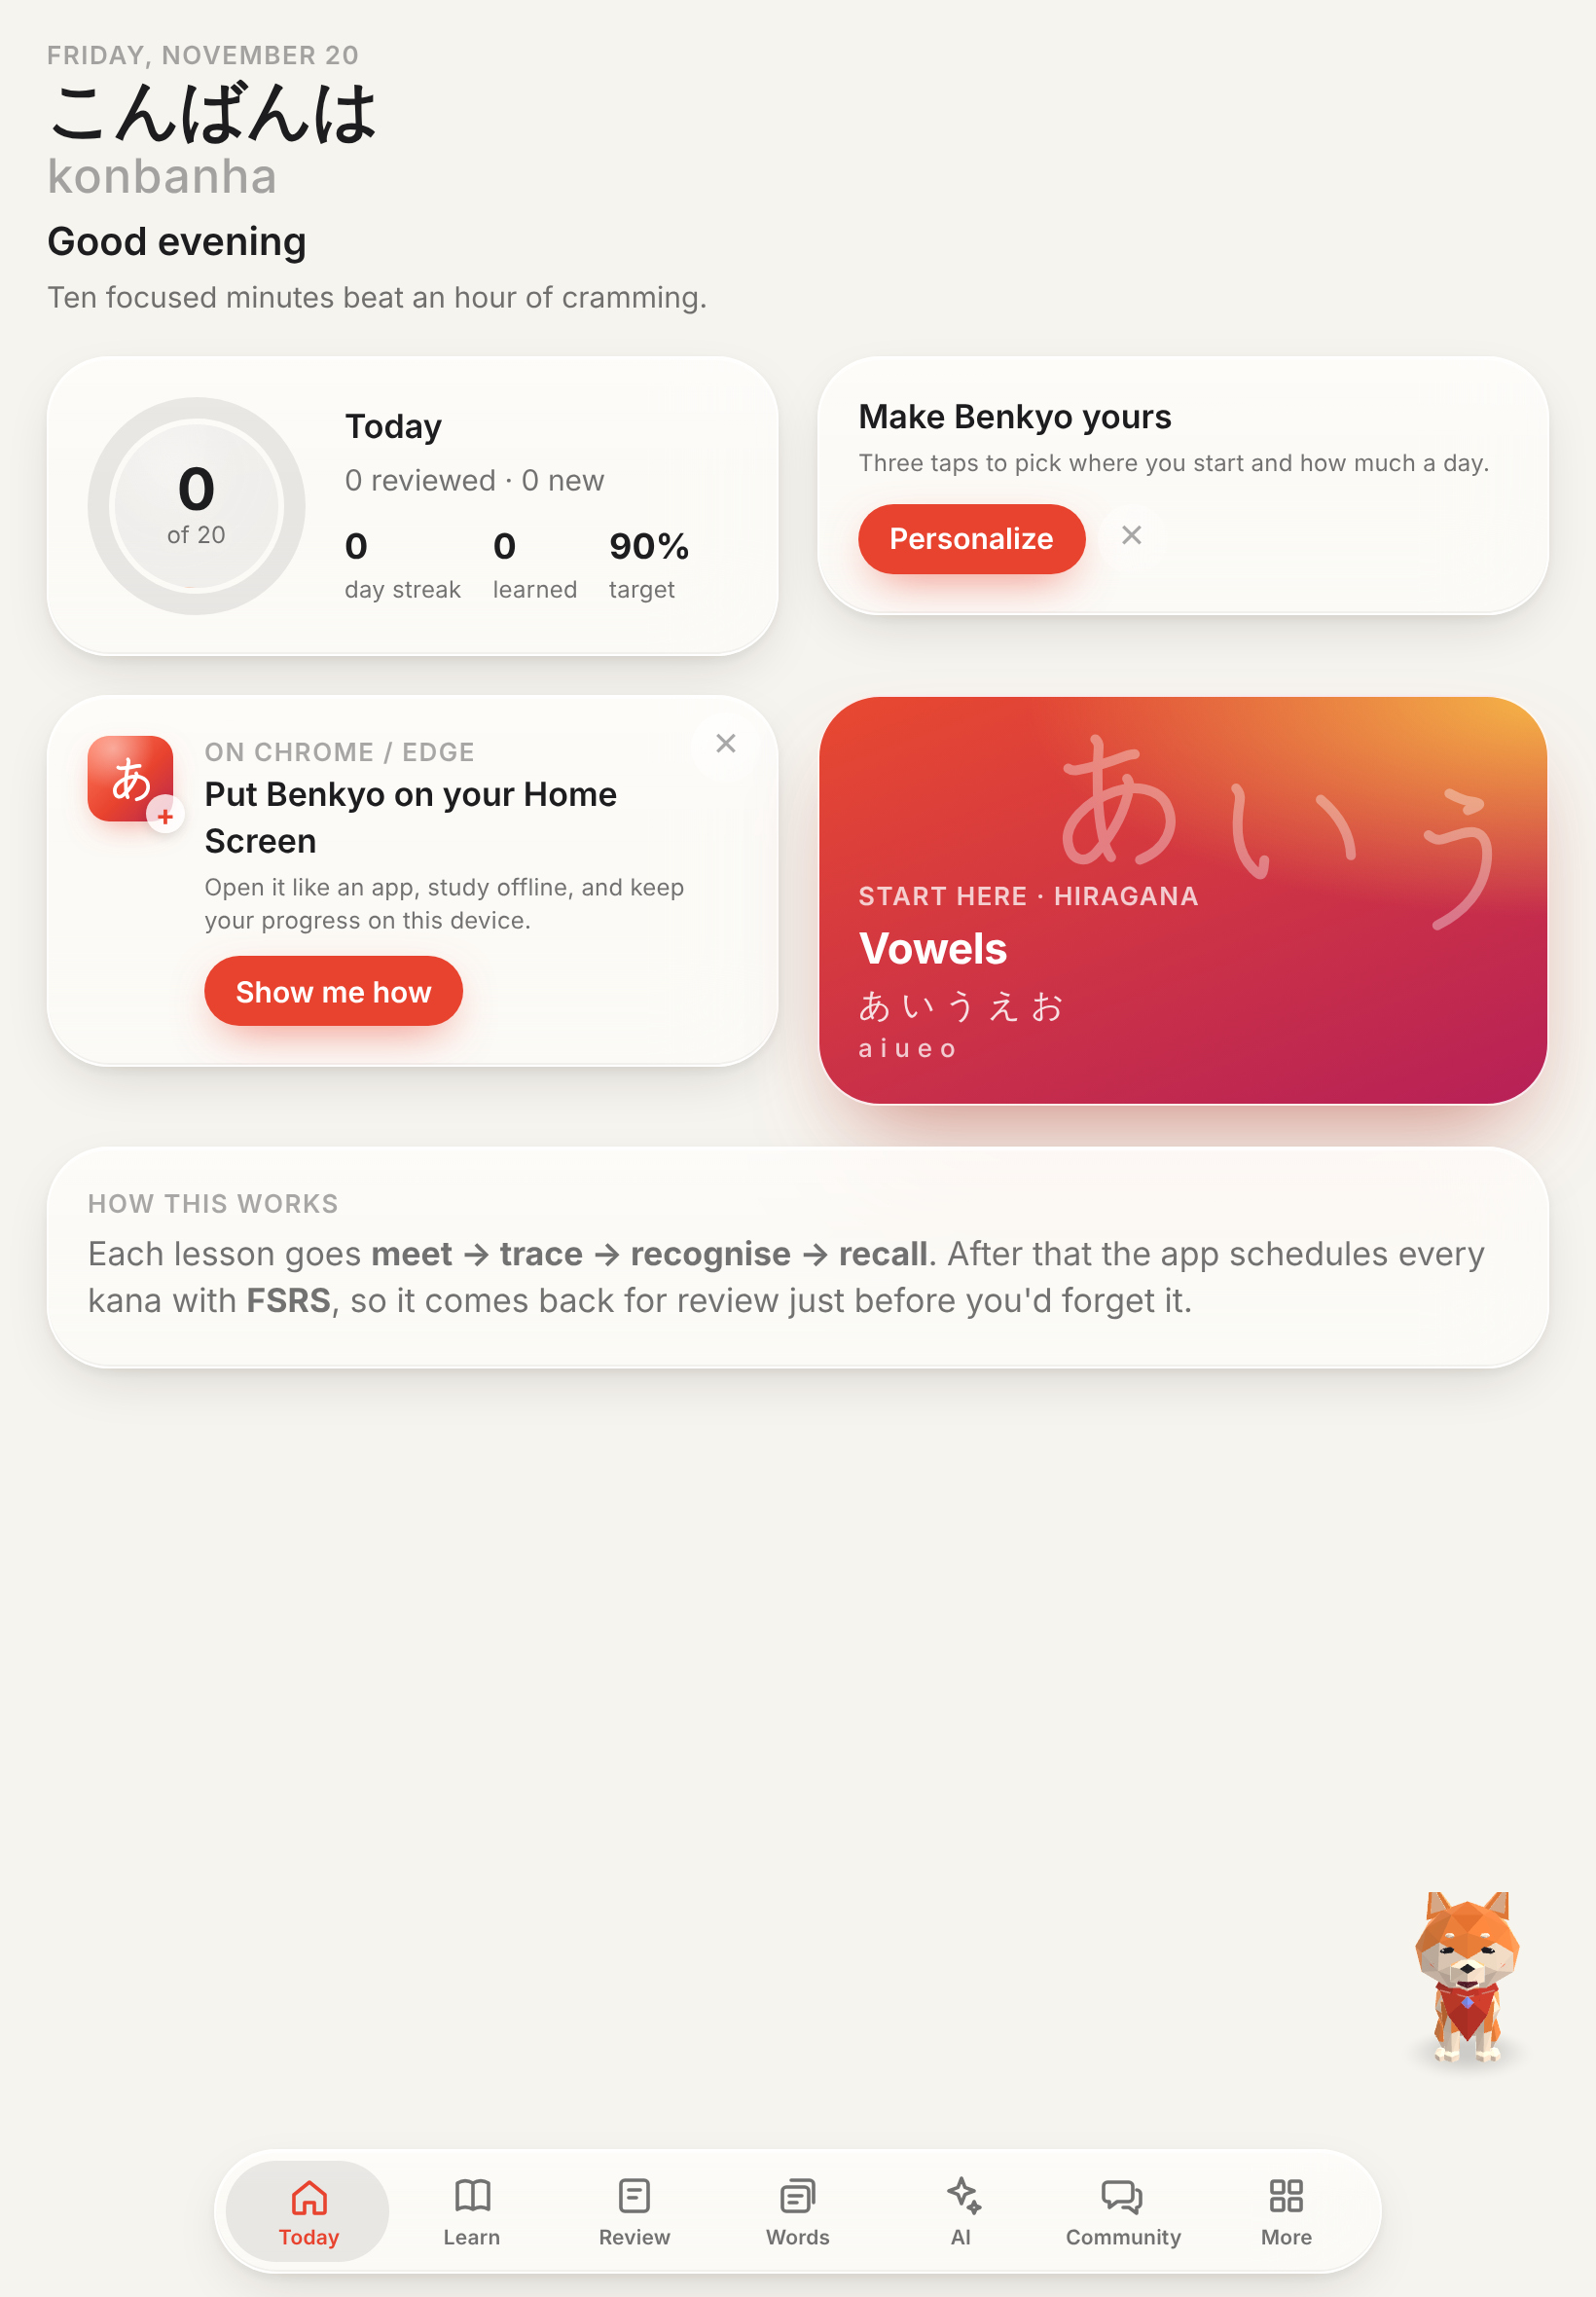 FRIDAY, NOVEMBER 20
こんばんは
konbanha
Good evening
Ten focused minutes beat an hour of cramming.
0
of 20
Today
0 reviewed · 0 new
0
day streak
0
learned
90%
target
Make Benkyo yours
Three taps to pick where you start and how much a day.
Personalize
あ
ON CHROME / EDGE
Put Benkyo on your Home
Screen
Open it like an app, study offline, and keep
your progress on this device.
Show me how
あ い う
START HERE · HIRAGANA
Vowels
あ い う え お
a i u e o
HOW THIS WORKS
Each lesson goes meet → trace → recognise → recall. After that the app schedules every
kana with FSRS, so it comes back for review just before you'd forget it.
Today
Learn
Review
Words
AI
Community
More